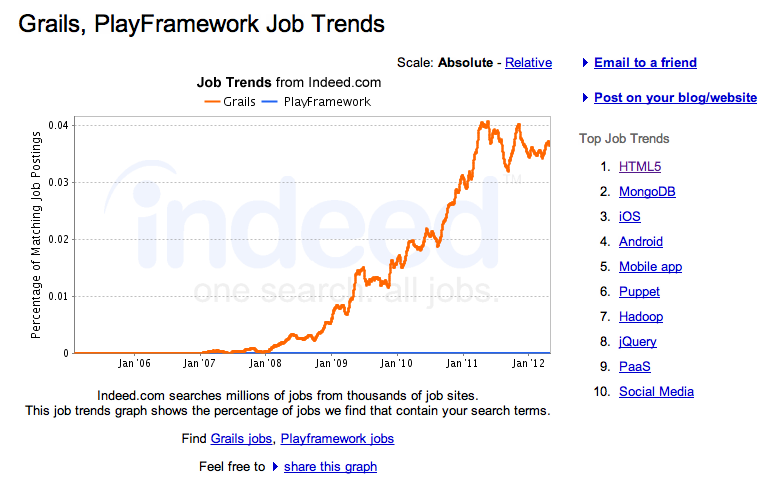 Grails, PlayFramework Job Trends
Scale: Absolute - Relative
Job Trends from Indeed.com
Grails PlayFramework
Percentage of Matching Job Postings
0.04
0.03
0.02
0.01
0
indeed™
one search. all jobs.
Jan '06 Jan '07 Jan '08 Jan '09 Jan '10 Jan '11 Jan '12
Indeed.com searches millions of jobs from thousands of job sites.
This job trends graph shows the percentage of jobs we find that contain your search terms.
Find Grails jobs, Playframework jobs
Feel free to share this graph
Email to a friend
Post on your blog/website
Top Job Trends
1. HTML5
2. MongoDB
3. iOS
4. Android
5. Mobile app
6. Puppet
7. Hadoop
8. jQuery
9. PaaS
10. Social Media